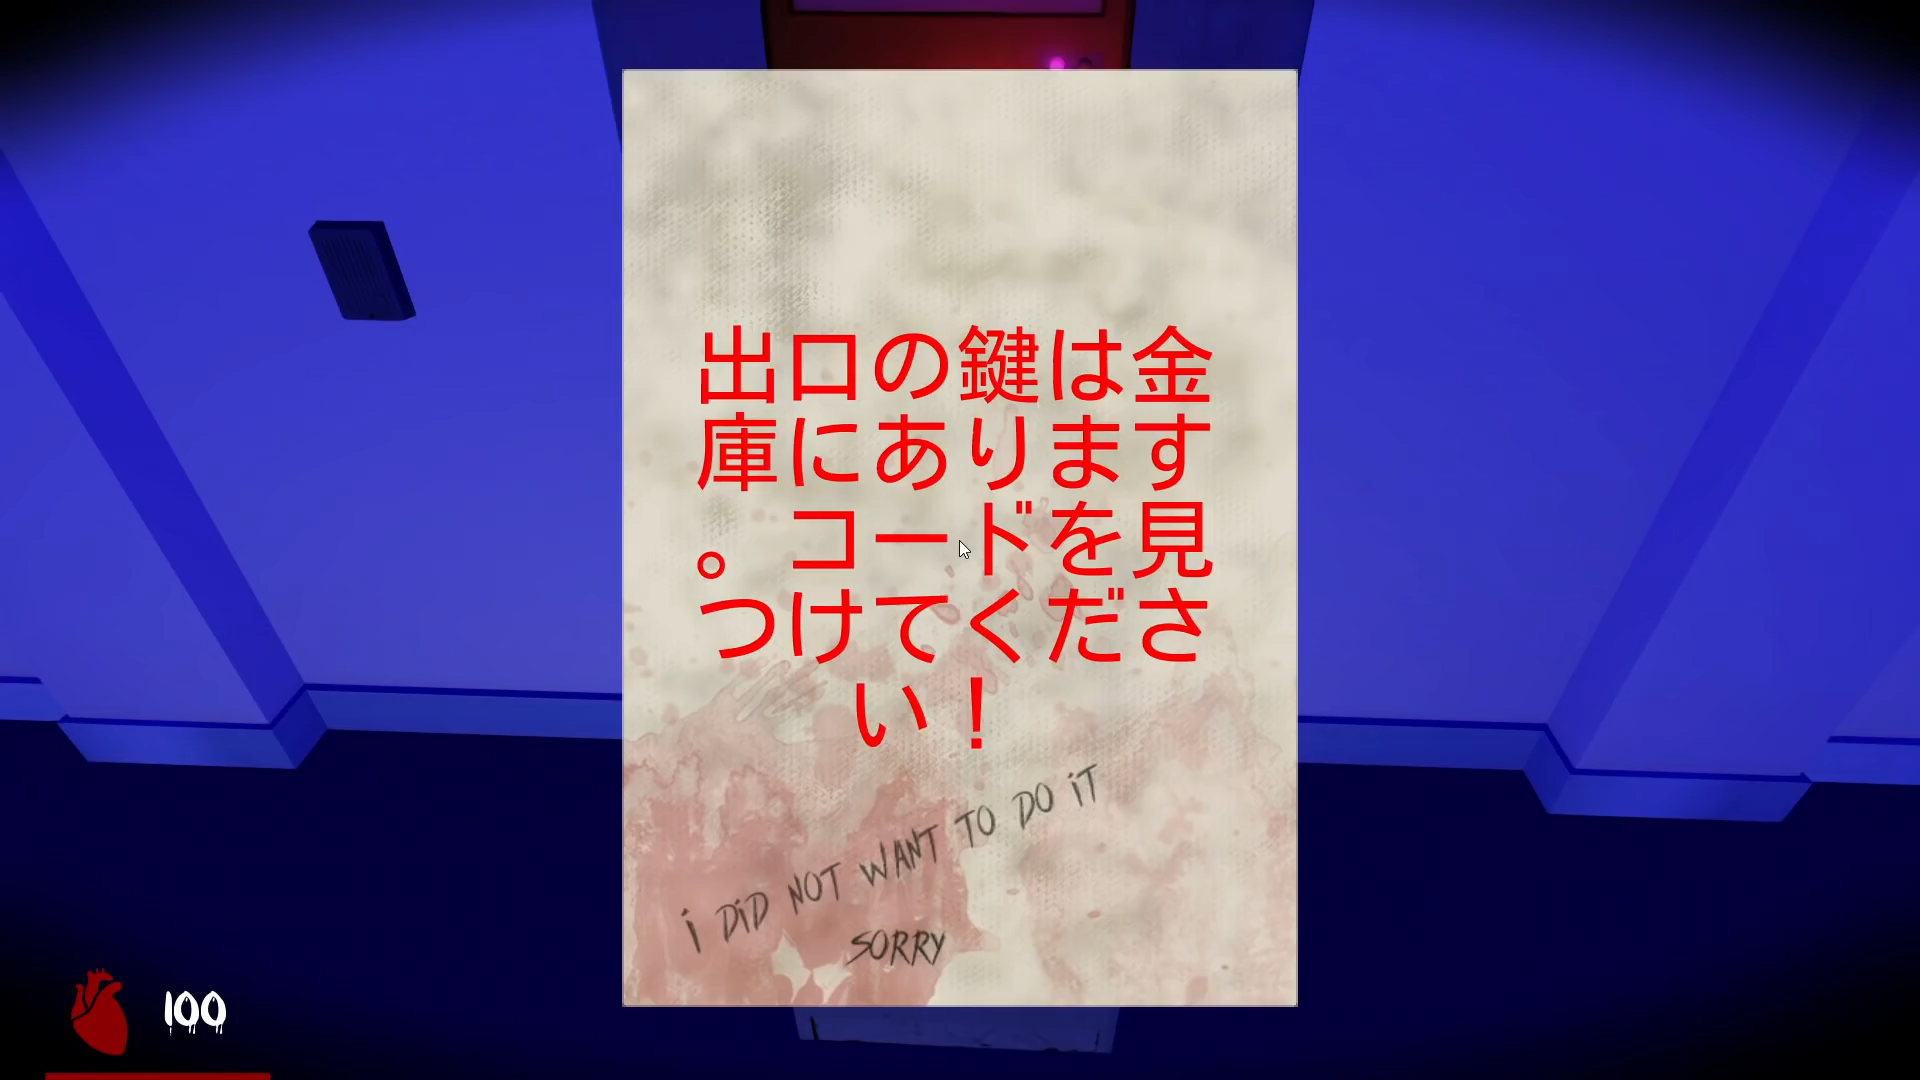 出口の鍵は金
庫にあります
。コードを見
つけてくださ
い！
i DiD NOT WANT TO DO iT
SORRY
100